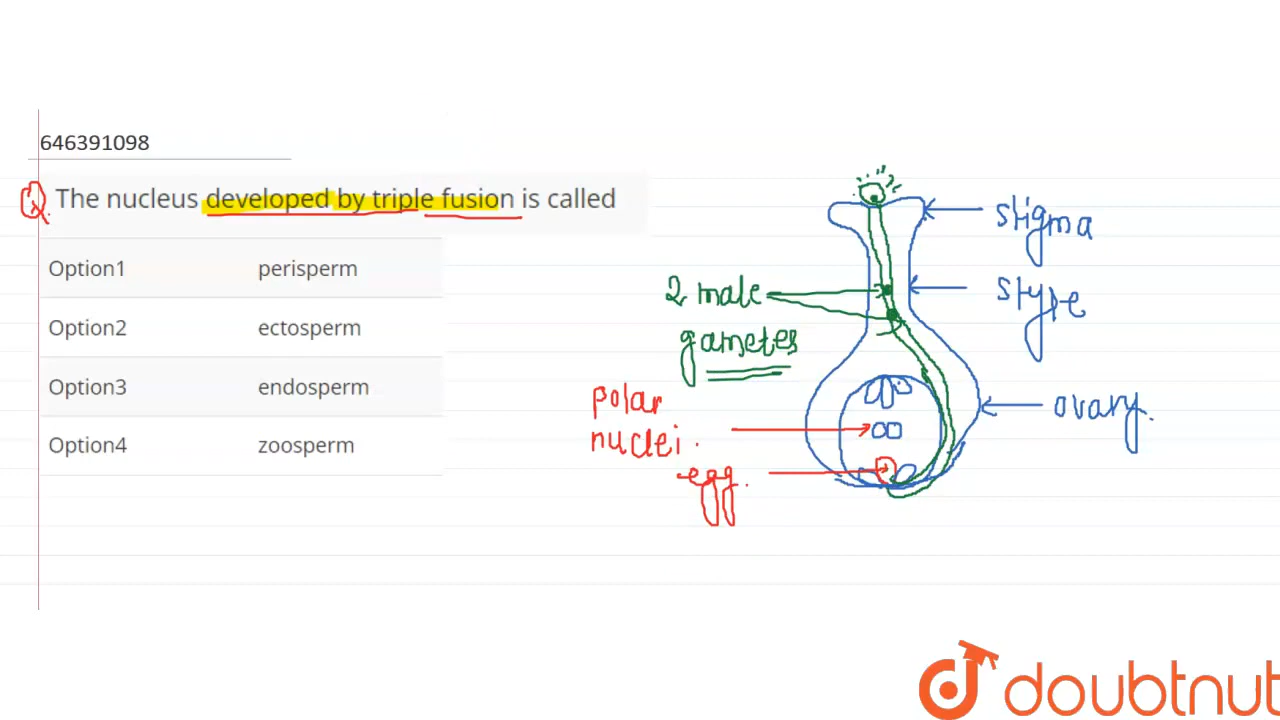 646391098
Q. The nucleus developed by triple fusion is called
Option1 perisperm
Option2 ectosperm
Option3 endosperm
Option4 zoosperm
stigma
2 male
gametes
style
polar
nuclei.
ovary.
egg.
doubtnut